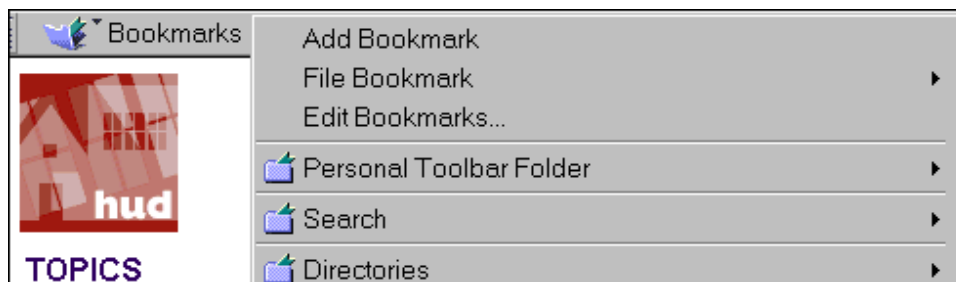 Bookmarks
Add Bookmark
File Bookmark
Edit Bookmarks...
Personal Toolbar Folder
hud
Search
TOPICS
Directories